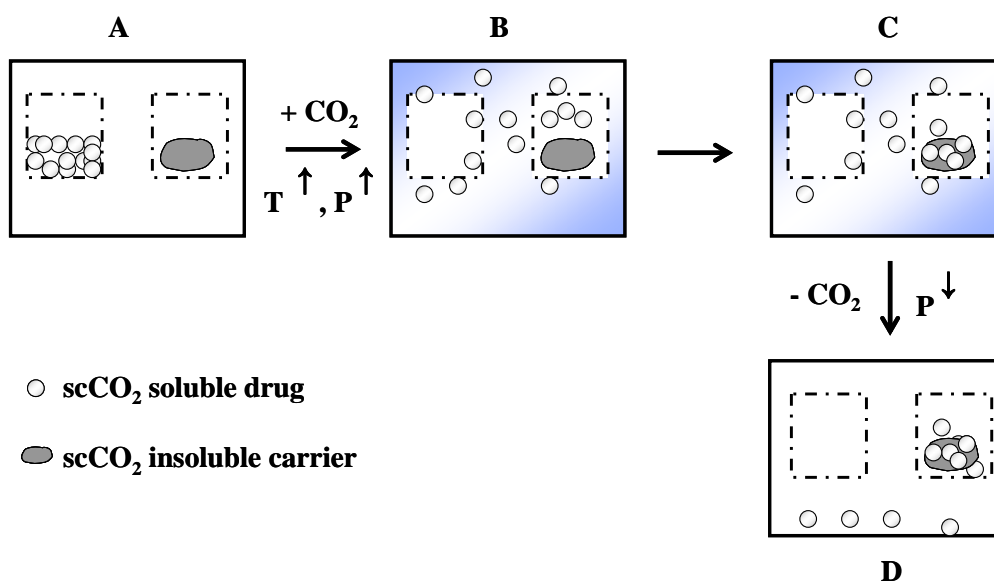 A
B
C
+ CO₂
T ↑ , P ↑
- CO₂ P ↓
scCO₂ soluble drug
scCO₂ insoluble carrier
D